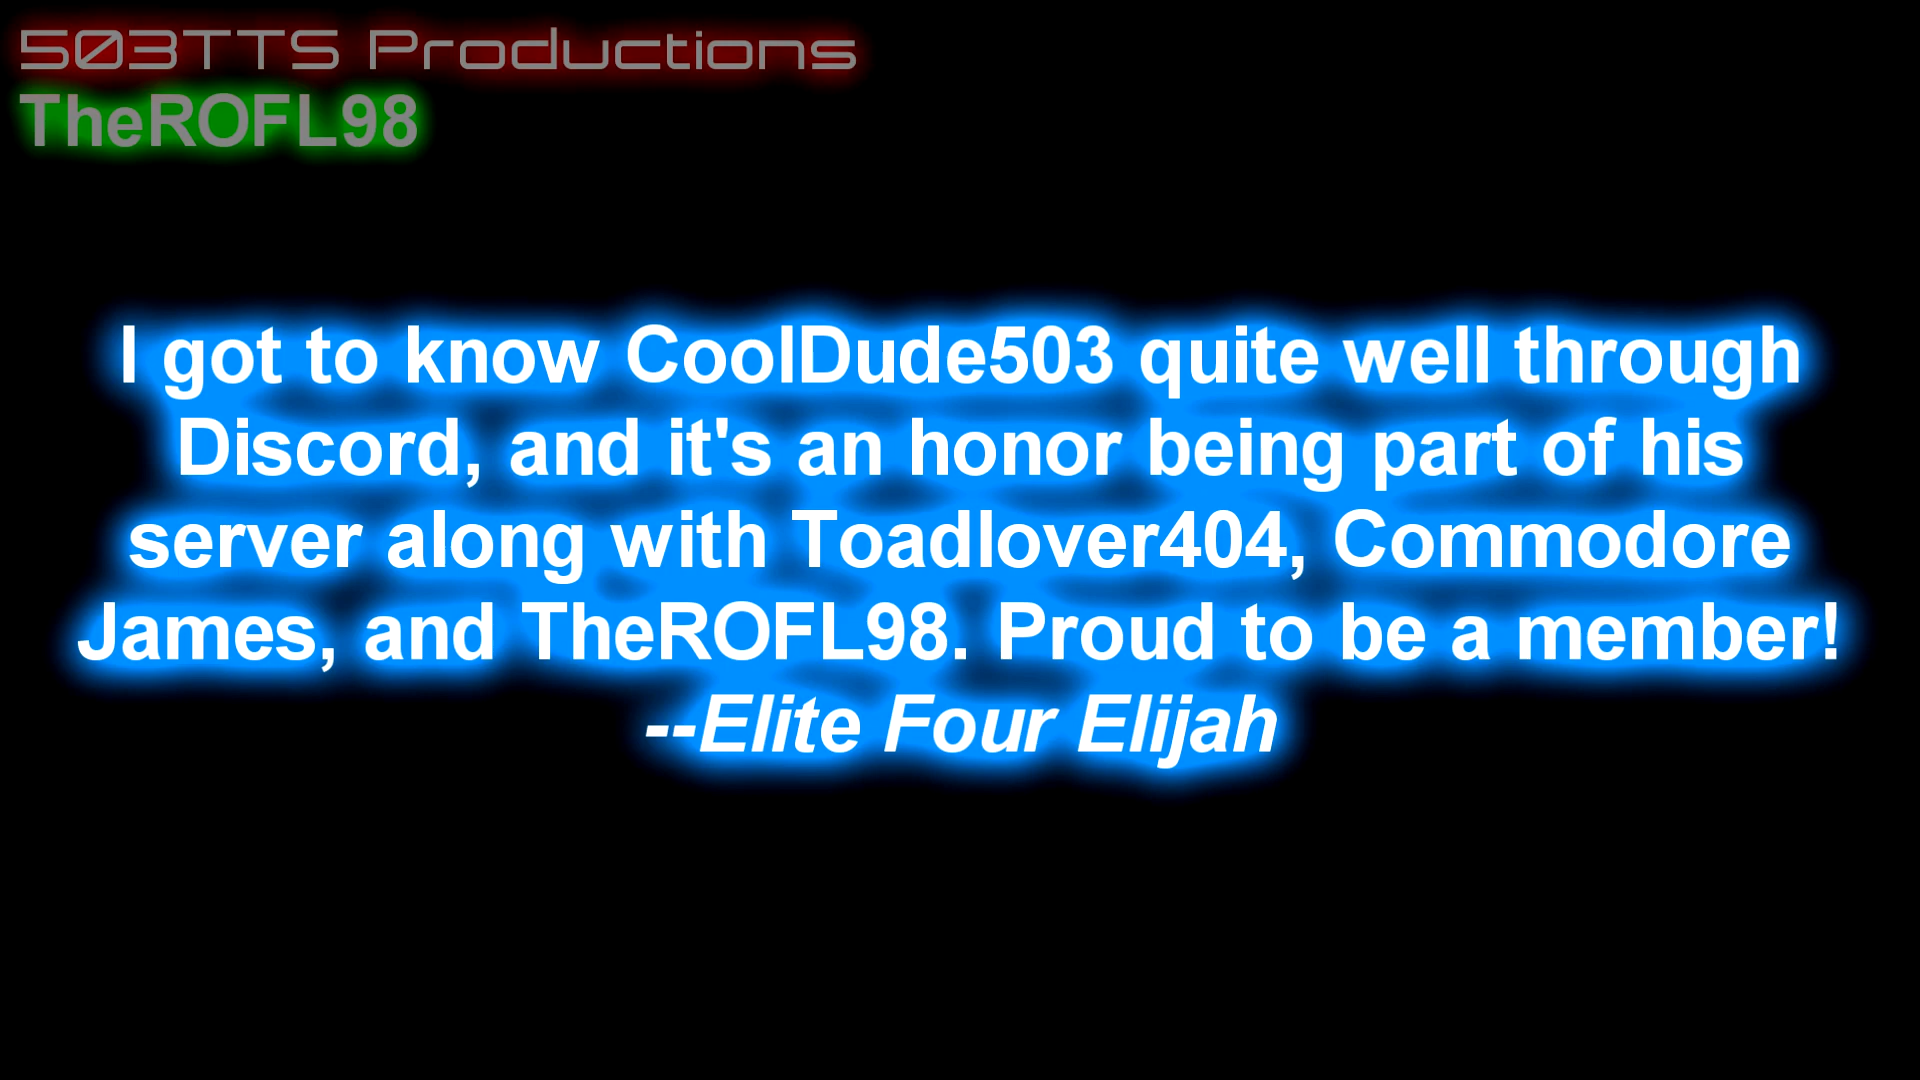 503TTS Productions
TheROFL98
I got to know CoolDude503 quite well through
Discord, and it's an honor being part of his
server along with Toadlover404, Commodore
James, and TheROFL98. Proud to be a member!
--Elite Four Elijah